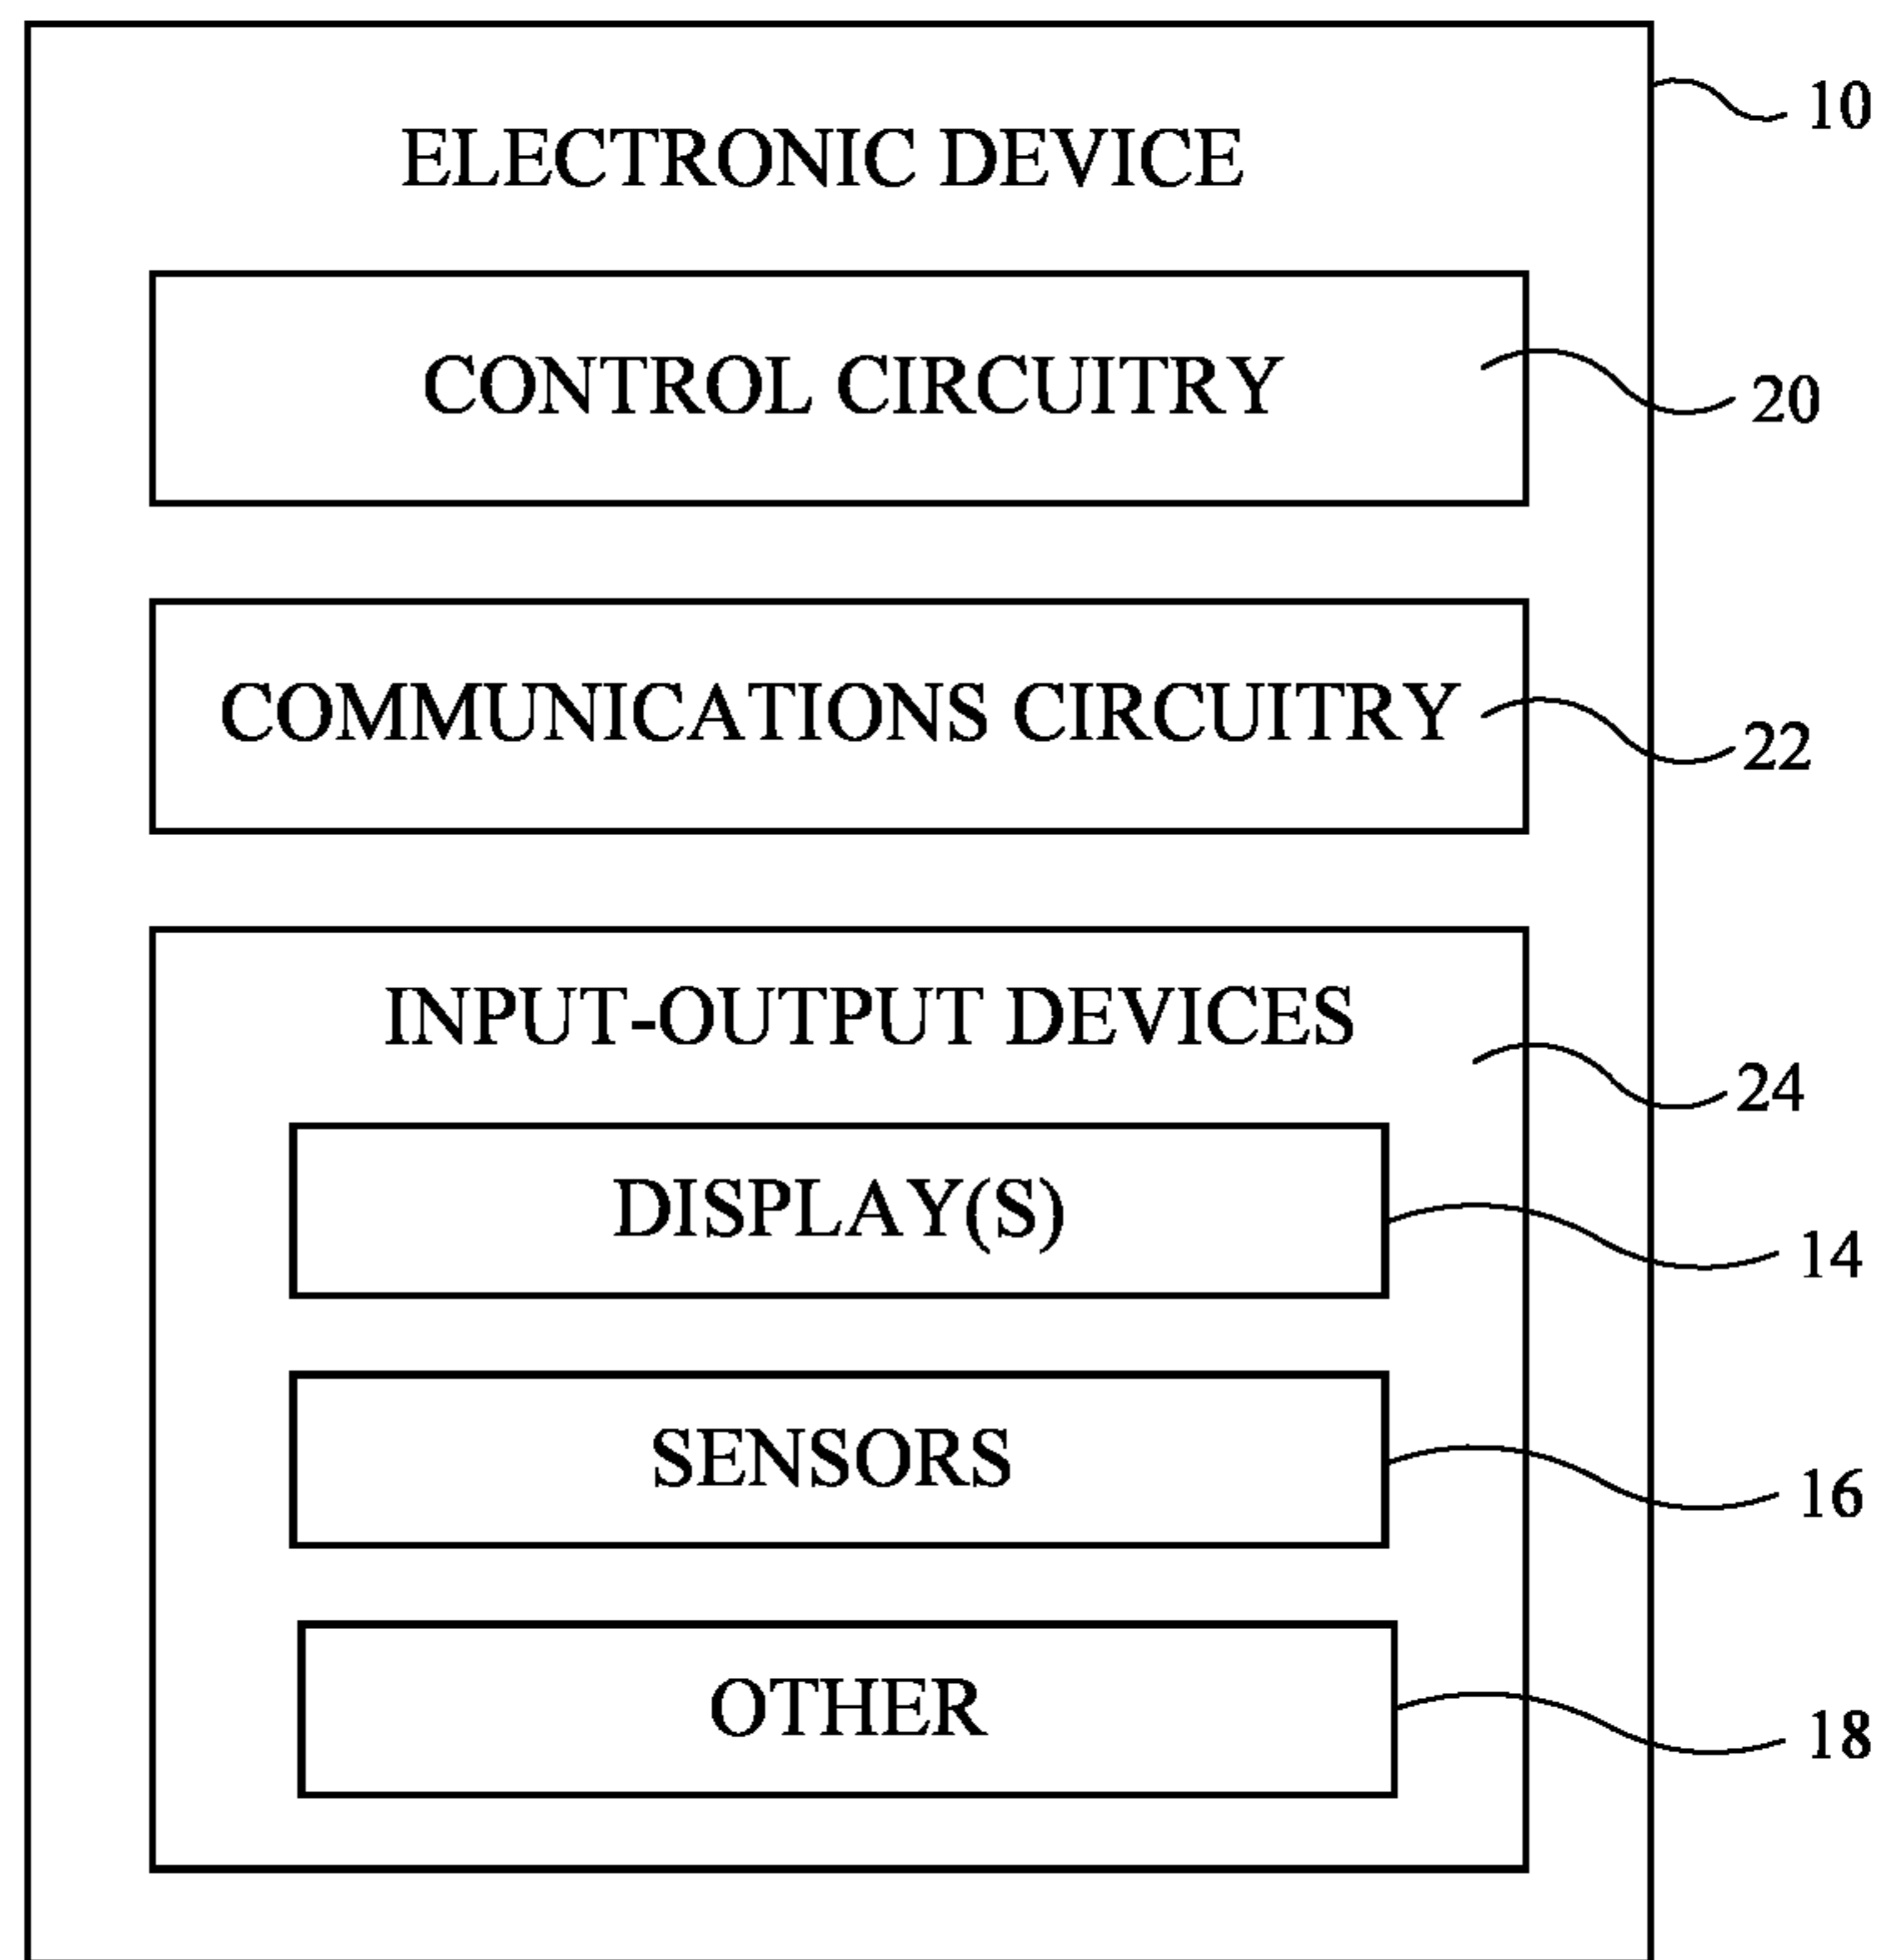 ELECTRONIC DEVICE
10
CONTROL CIRCUITRY
20
COMMUNICATIONS CIRCUITRY
22
INPUT-OUTPUT DEVICES
24
DISPLAY(S)
14
SENSORS
16
OTHER
18